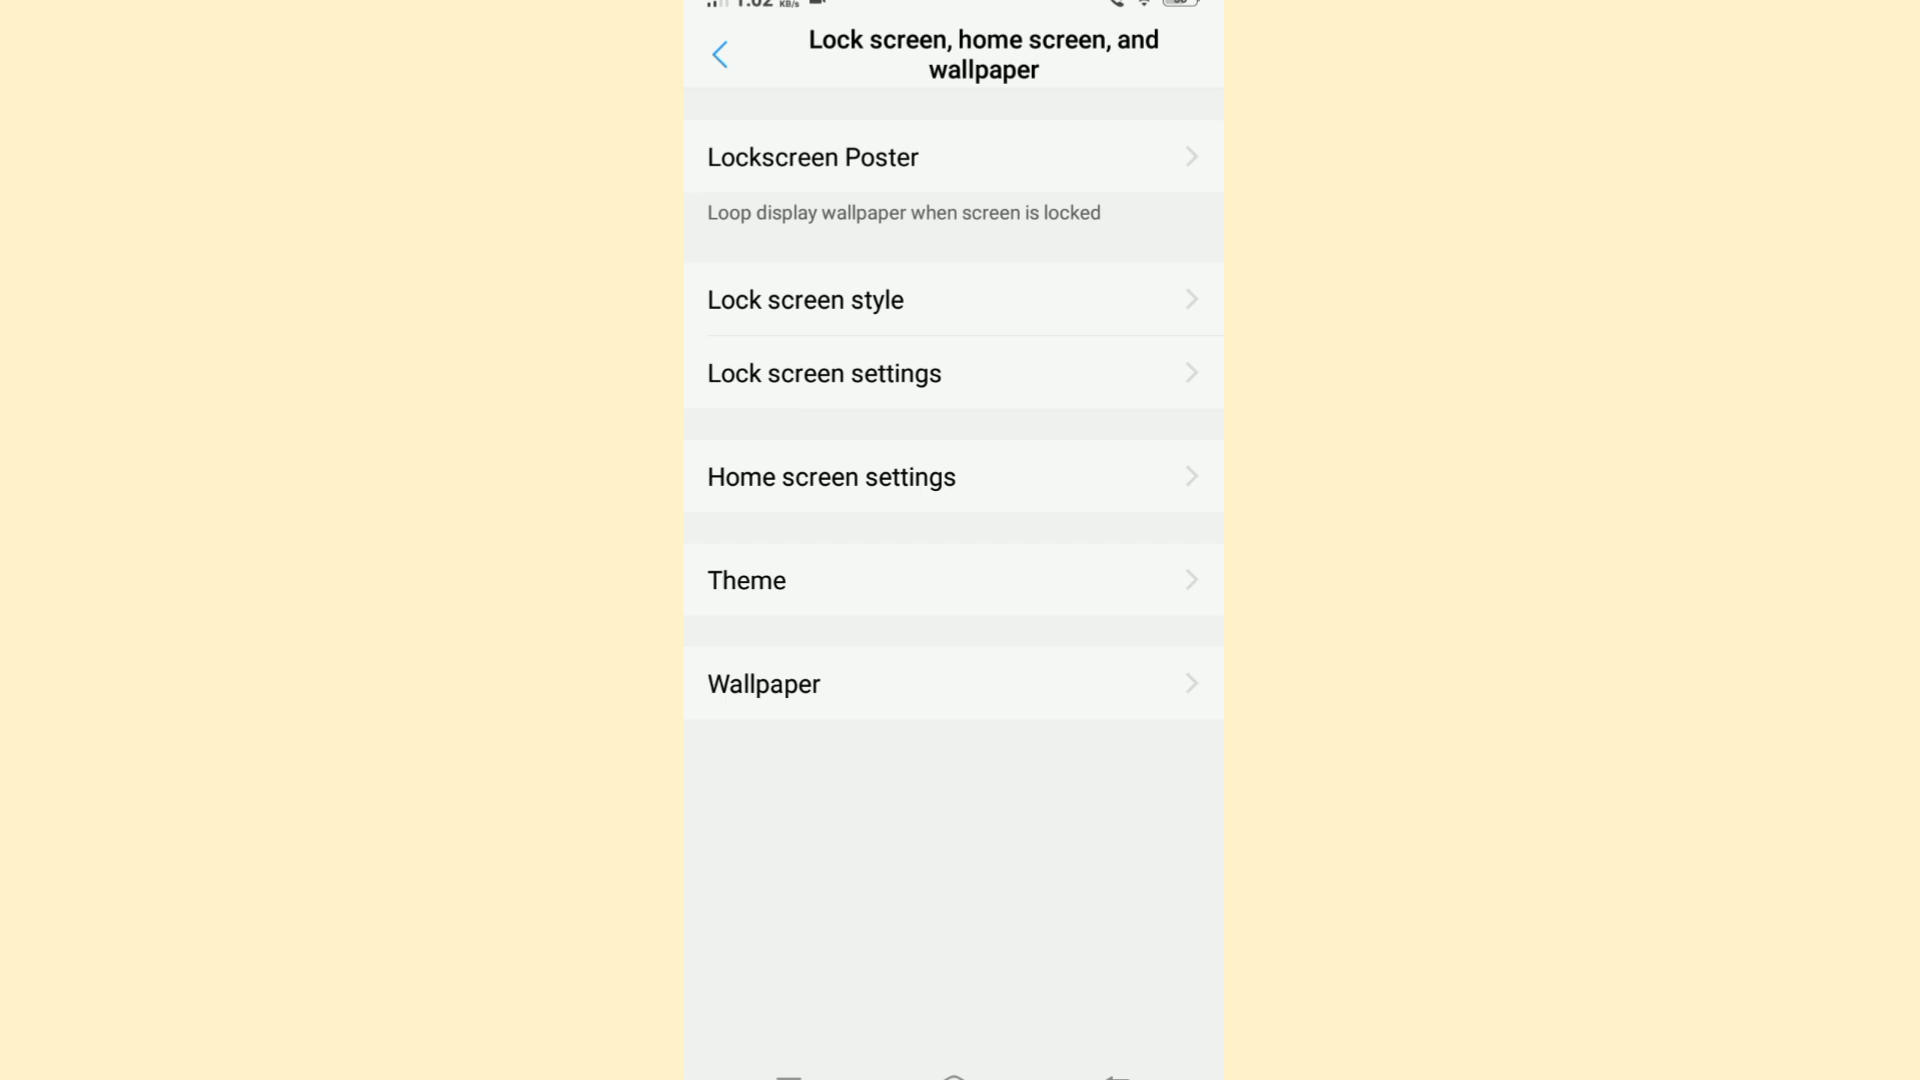 KB/s
Lock screen, home screen, and
wallpaper
Lockscreen Poster
Loop display wallpaper when screen is locked
Lock screen style
Lock screen settings
Home screen settings
Theme
Wallpaper